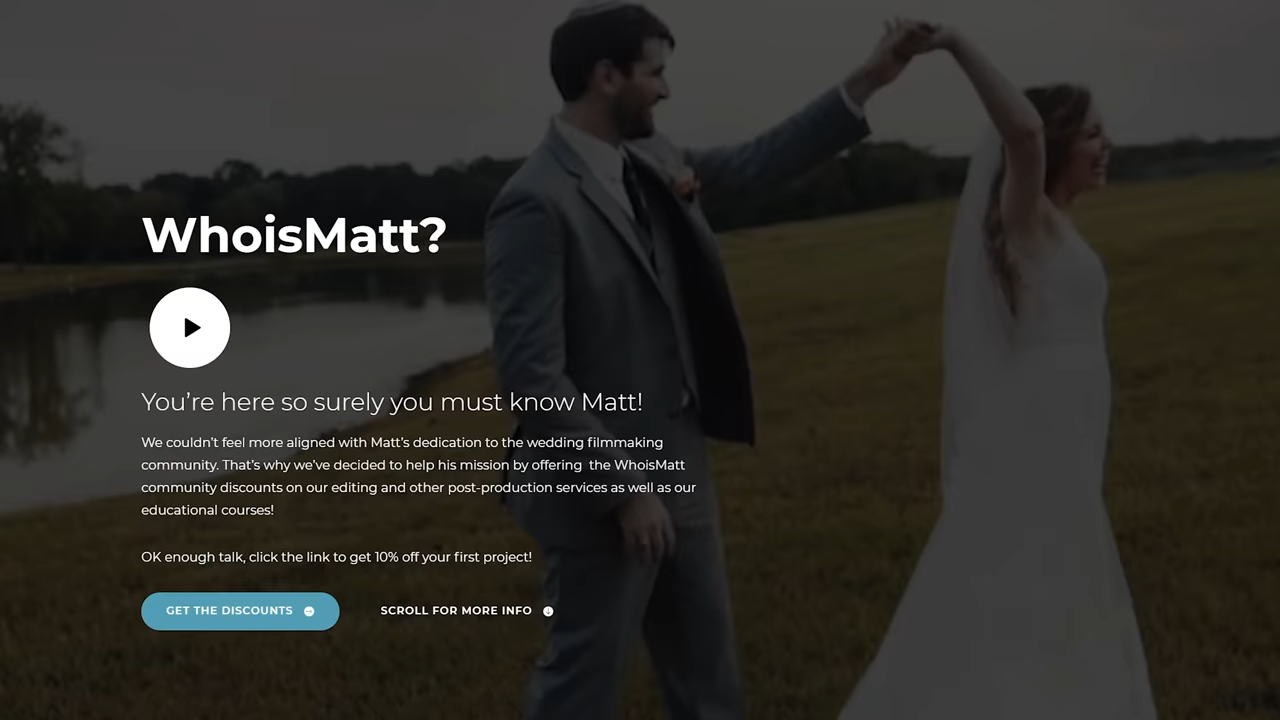 WhoisMatt?
You’re here so surely you must know Matt!
We couldn’t feel more aligned with Matt’s dedication to the wedding filmmaking
community. That’s why we’ve decided to help his mission by offering  the WhoisMatt
community discounts on our editing and other post-production services as well as our
educational courses!
OK enough talk, click the link to get 10% off your first project!
GET THE DISCOUNTS
SCROLL FOR MORE INFO